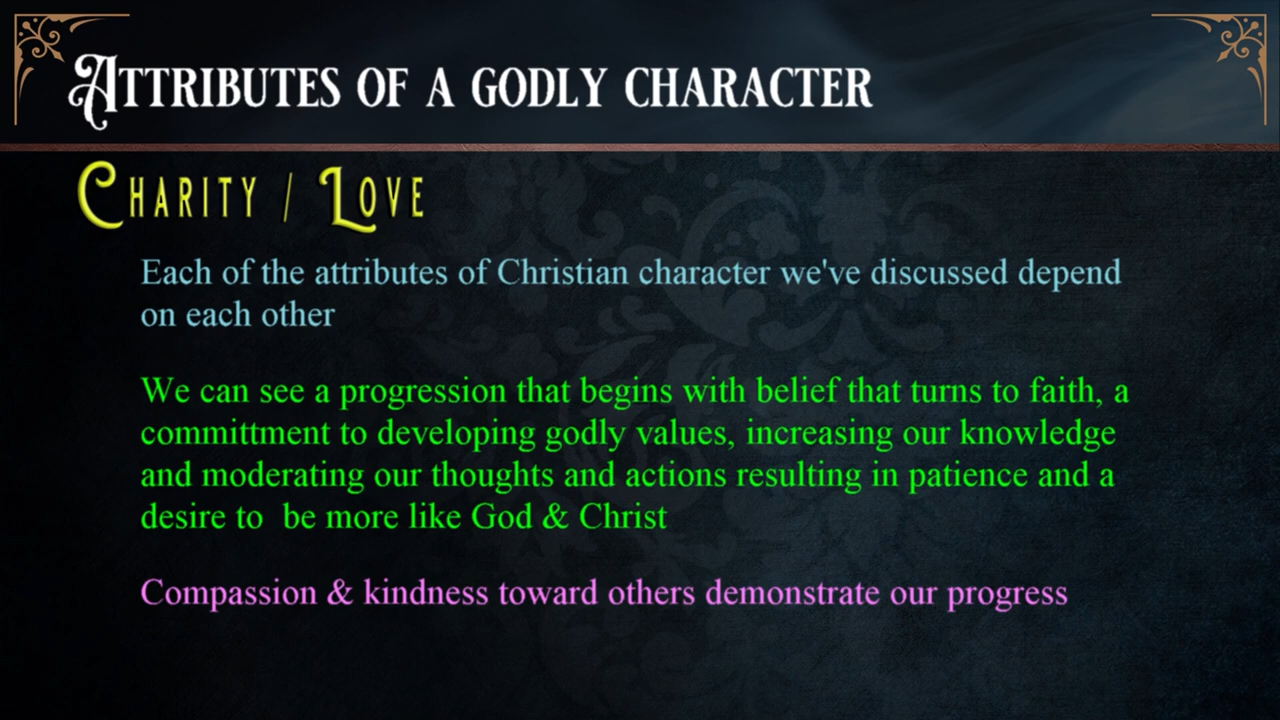 Attributes of a godly character
Charity / Love
Each of the attributes of Christian character we've discussed depend
on each other
We can see a progression that begins with belief that turns to faith, a
committment to developing godly values, increasing our knowledge
and moderating our thoughts and actions resulting in patience and a
desire to  be more like God & Christ
Compassion & kindness toward others demonstrate our progress